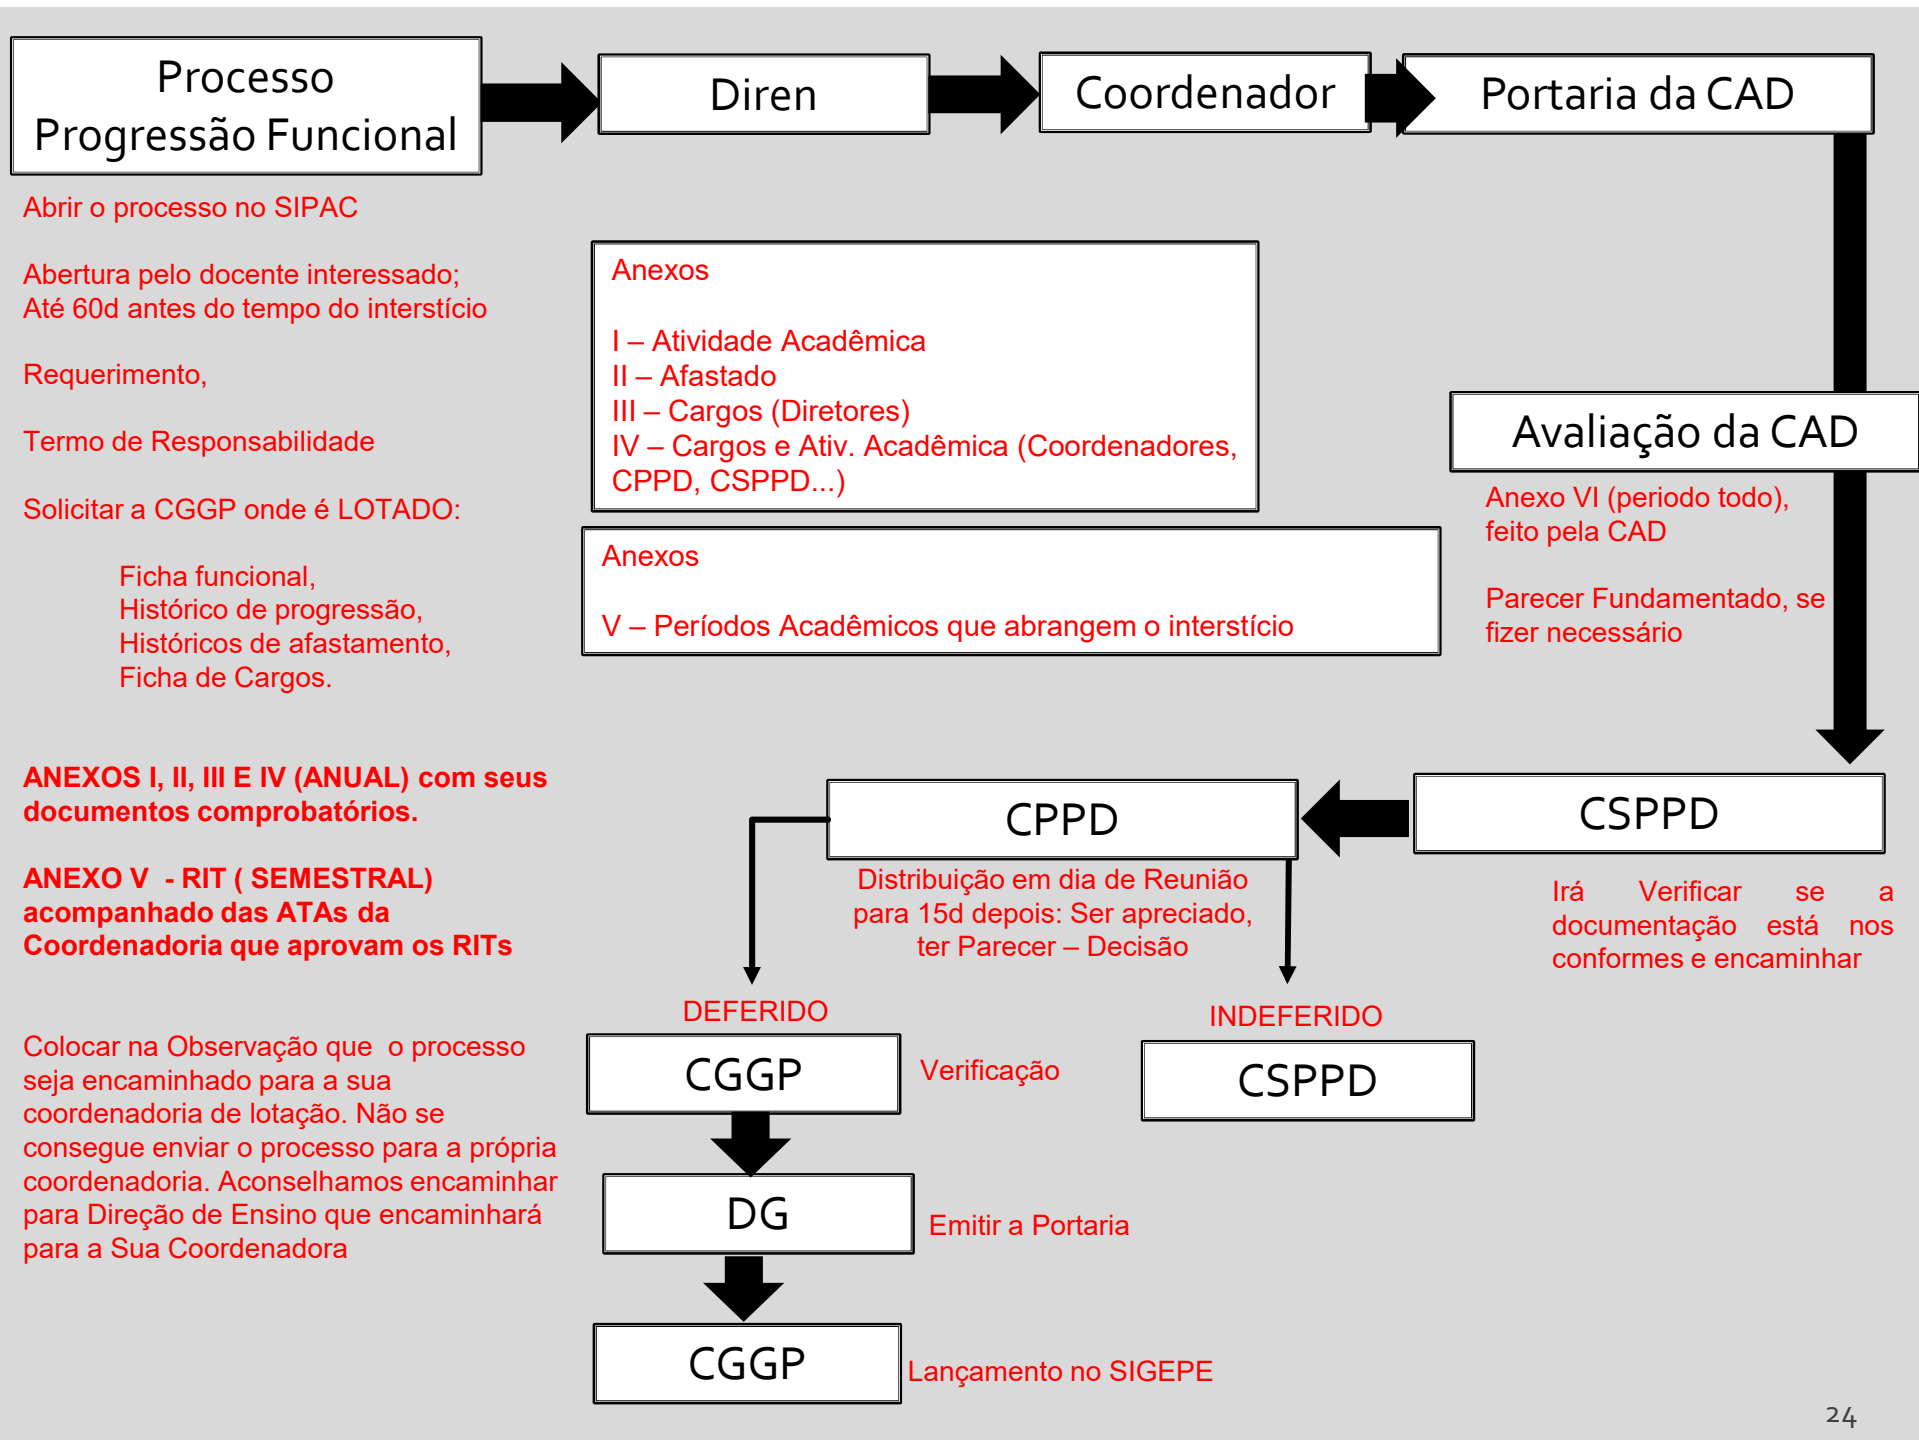 Processo
Progressão Funcional
Diren
Coordenador
Portaria da CAD
Abrir o processo no SIPAC
Abertura pelo docente interessado;
Até 60d antes do tempo do interstício
Requerimento,
Termo de Responsabilidade
Solicitar a CGGP onde é LOTADO:
Ficha funcional,
Histórico de progressão,
Históricos de afastamento,
Ficha de Cargos.
ANEXOS I, II, III E IV (ANUAL) com seus
documentos comprobatórios.
ANEXO V  - RIT ( SEMESTRAL)
acompanhado das ATAs da
Coordenadoria que aprovam os RITs
Colocar na Observação que  o processo
seja encaminhado para a sua
coordenadoria de lotação. Não se
consegue enviar o processo para a própria
coordenadoria. Aconselhamos encaminhar
para Direção de Ensino que encaminhará
para a Sua Coordenadora
Anexos
I – Atividade Acadêmica
II – Afastado
III – Cargos (Diretores)
IV – Cargos e Ativ. Acadêmica (Coordenadores,
CPPD, CSPPD...)
Anexos
V – Períodos Acadêmicos que abrangem o interstício
Avaliação da CAD
Anexo VI (periodo todo),
feito pela CAD
Parecer Fundamentado, se
fizer necessário
CSPPD
Irá Verificar se a
documentação está nos
conformes e encaminhar
CPPD
Distribuição em dia de Reunião
para 15d depois: Ser apreciado,
ter Parecer – Decisão
DEFERIDO
INDEFERIDO
CGGP
Verificação
CSPPD
DG
Emitir a Portaria
CGGP
Lançamento no SIGEPE
24